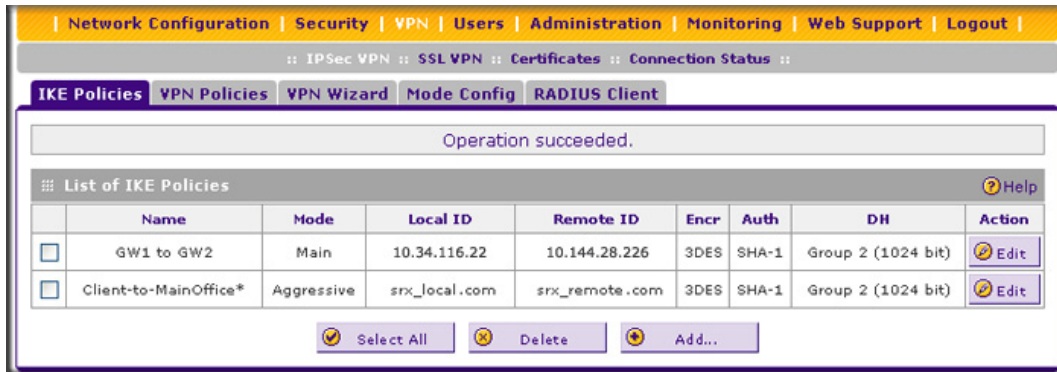 | Network Configuration | Security | VPN | Users | Administration | Monitoring | Web Support | Logout |
:: IPSec VPN :: SSL VPN :: Certificates :: Connection Status ::
IKE Policies VPN Policies VPN Wizard Mode Config RADIUS Client
Operation succeeded.
List of IKE Policies ? Help
Name Mode Local ID Remote ID Encr Auth DH Action
GW1 to GW2 Main 10.34.116.22 10.144.28.226 3DES SHA-1 Group 2 (1024 bit) Edit
Client-to-MainOffice* Aggressive srx_local.com srx_remote.com 3DES SHA-1 Group 2 (1024 bit) Edit
Select All Delete Add...